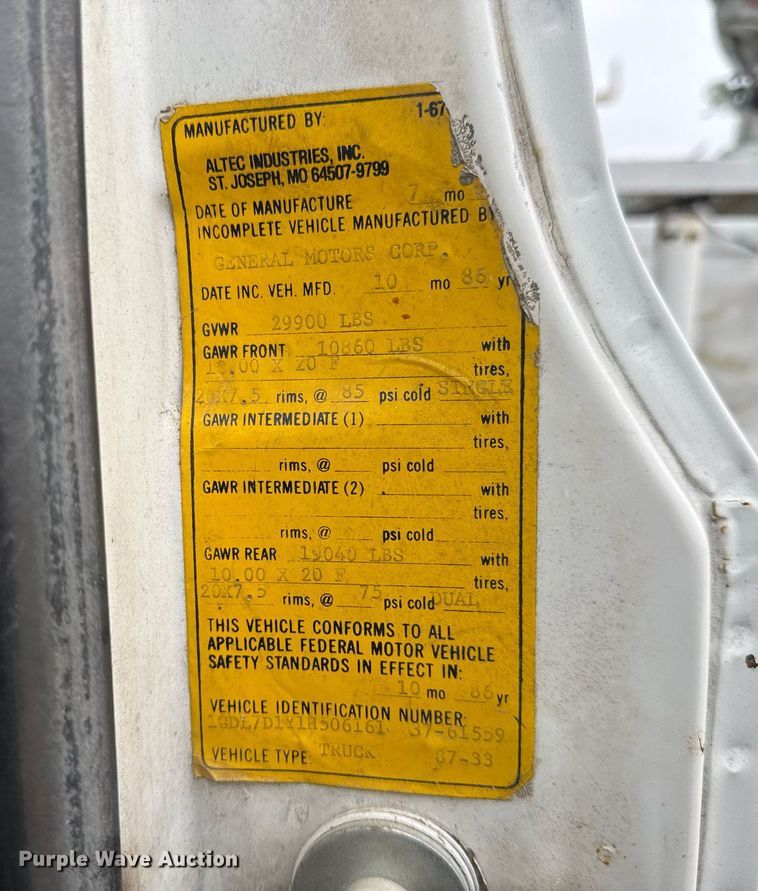 MANUFACTURED BY: 1-67
ALTEC INDUSTRIES, INC.
ST. JOSEPH, MO 64507-9799
DATE OF MANUFACTURE 7 mo
INCOMPLETE VEHICLE MANUFACTURED BY
GENERAL MOTORS CORP.
DATE INC. VEH. MFD. 10 mo 86 yr
GVWR 29900 LBS
GAWR FRONT 10860 LBS with
10.00 X 20 F tires,
20X7.5 rims, @ 85 psi cold SINGLE
GAWR INTERMEDIATE (1) with
tires,
rims, @ psi cold
GAWR INTERMEDIATE (2) with
tires,
rims, @ psi cold
GAWR REAR 19040 LBS with
10.00 X 20 F tires,
20X7.5 rims, @ 75 psi cold DUAL
THIS VEHICLE CONFORMS TO ALL
APPLICABLE FEDERAL MOTOR VEHICLE
SAFETY STANDARDS IN EFFECT IN:
10 mo 86 yr
VEHICLE IDENTIFICATION NUMBER:
37-61559
VEHICLE TYPE: TRUCK 87-33
Purple Wave Auction